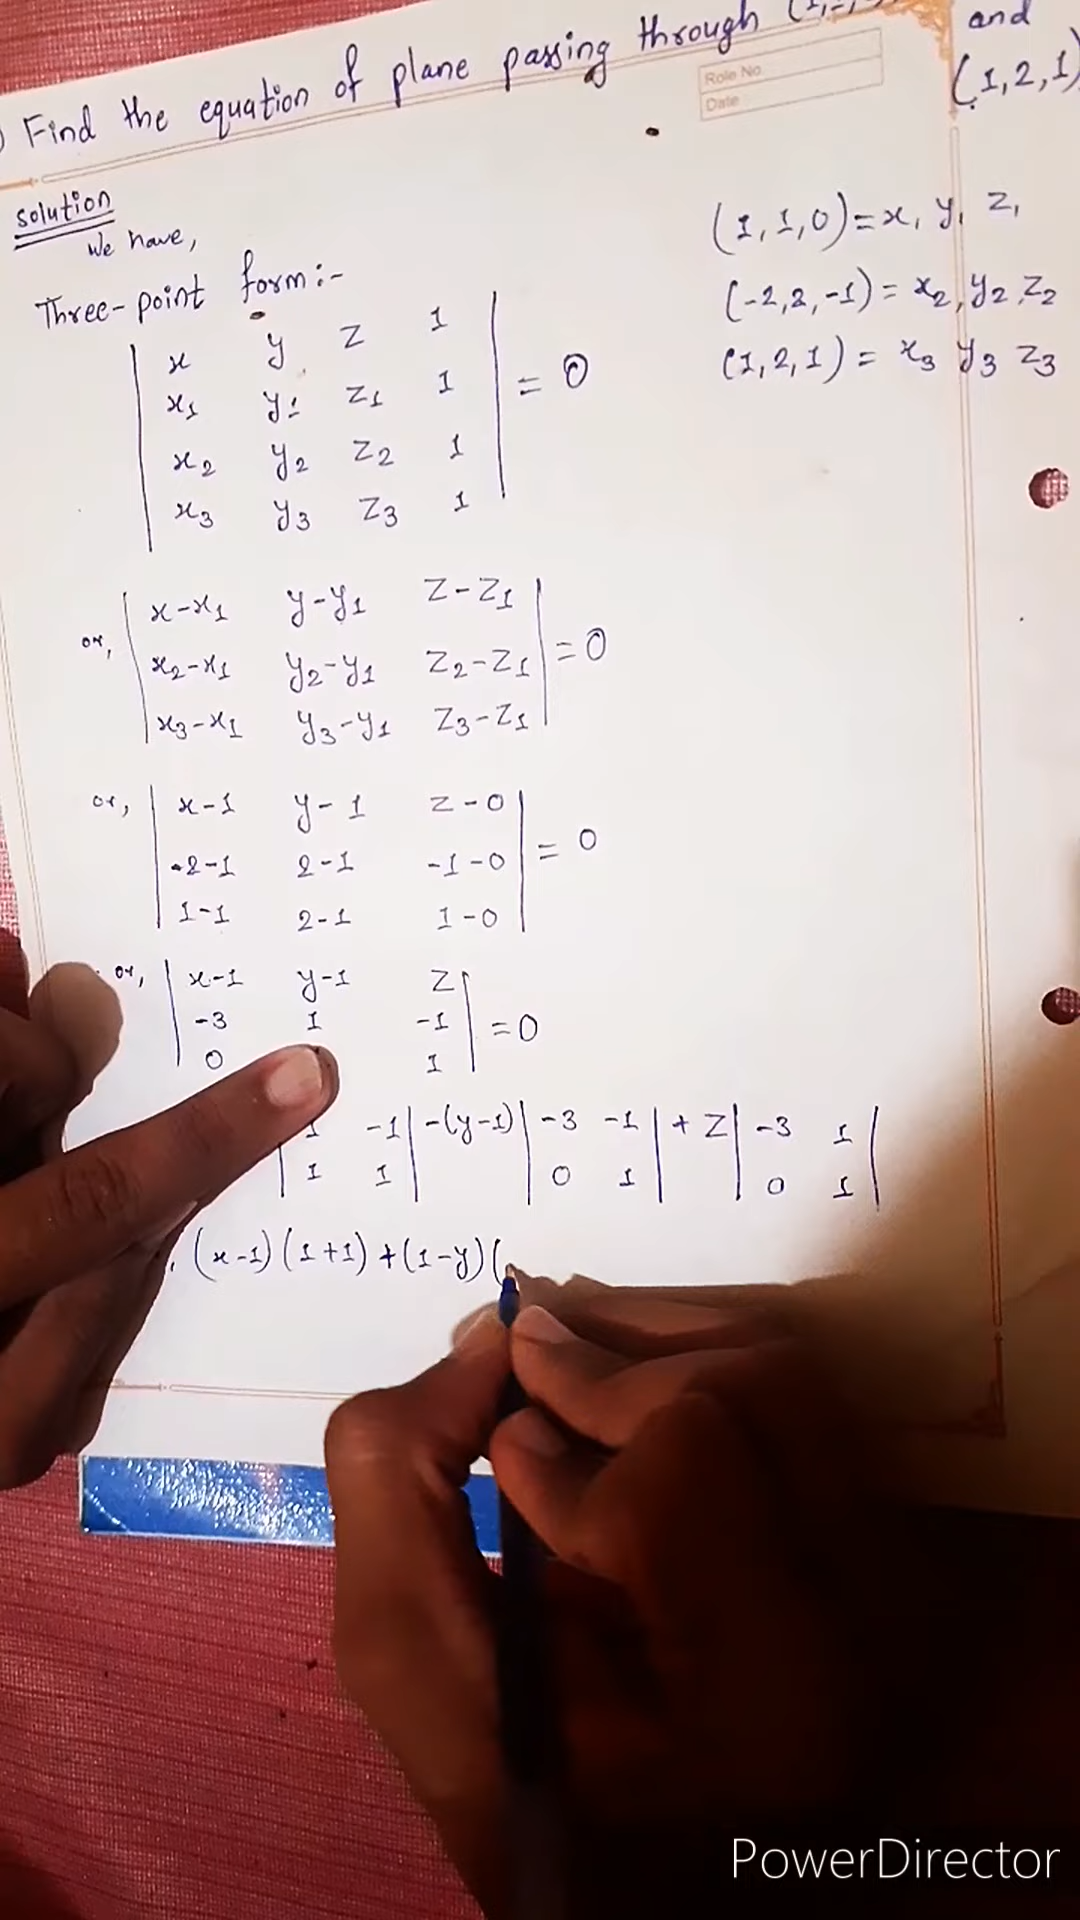 Find the equation of plane passing through and
(1,2,1)
Role No
Date
solution
We have,
Three-point form:-
(1,1,0)=x, y, z,
(-2,2,-1)= x2, y2, z2
(1,2,1) = x3 y3 z3
x y z 1
x1 y1 z1 1 = 0
x2 y2 z2 1
x3 y3 z3 1
x-x1 y-y1 z-z1
or, x2-x1 y2-y1 z2-z1 =0
x3-x1 y3-y1 z3-z1
or, x-1 y-1 z-0
-2-1 2-1 -1-0 = 0
1-1 2-1 1-0
or, x-1 y-1 z
-3 1 -1 =0
0 1
1 -1 -(y-1) -3 -1 + z -3 1
1 1 0 1 0 1
(x-1)(1+1)+(1-y)(
PowerDirector